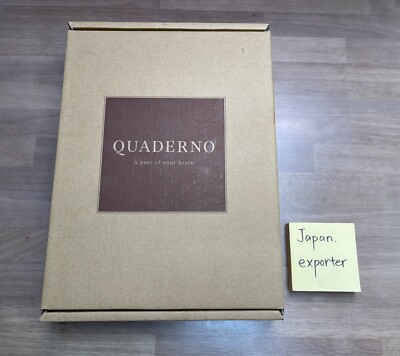 QUADERNO
A part of your brain
Japan.
exporter